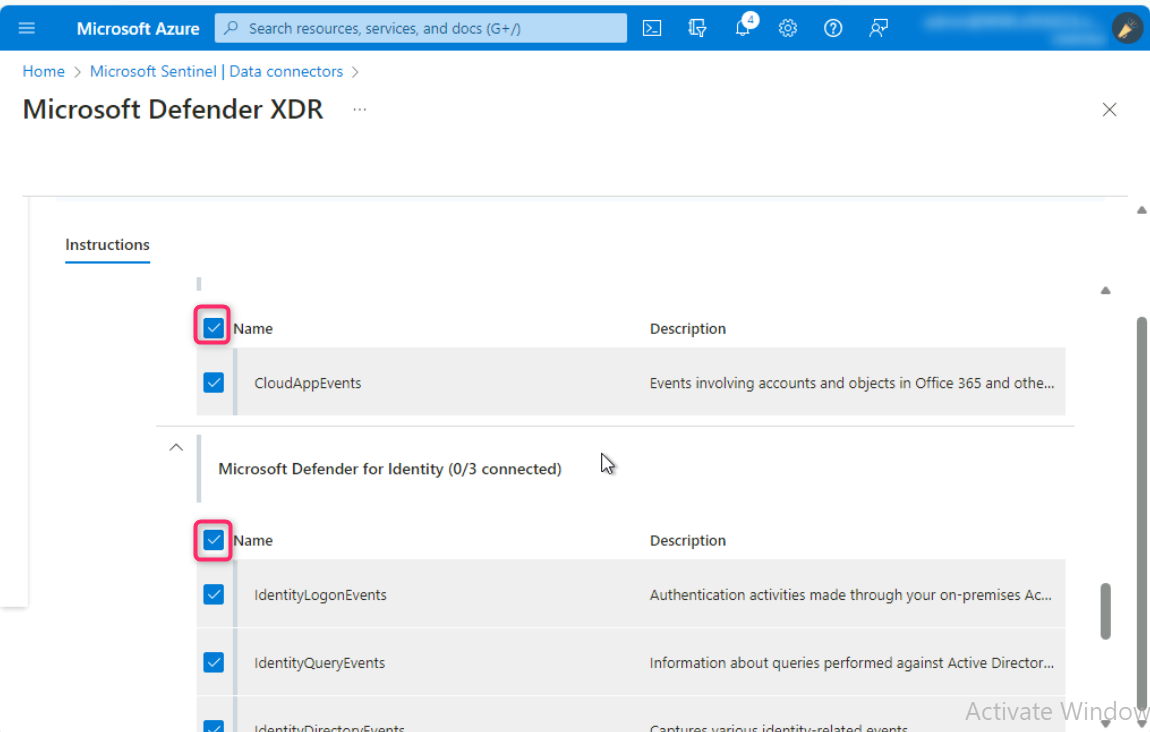 Microsoft Azure
Search resources, services, and docs (G+/)
4
Home > Microsoft Sentinel | Data connectors >
Microsoft Defender XDR ...
Instructions
Name Description
CloudAppEvents Events involving accounts and objects in Office 365 and othe...
Microsoft Defender for Identity (0/3 connected)
Name Description
IdentityLogonEvents Authentication activities made through your on-premises Ac...
IdentityQueryEvents Information about queries performed against Active Director...
IdentityDirectoryEvents Captures various identity-related events
Activate Window